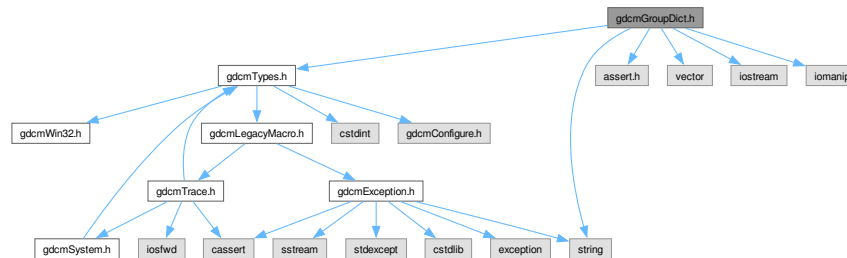 gdcmGroupDict.h
gdcmTypes.h
assert.h
vector
iostream
iomanip
gdcmWin32.h
gdcmLegacyMacro.h
cstdint
gdcmConfigure.h
gdcmTrace.h
gdcmException.h
gdcmSystem.h
iosfwd
cassert
sstream
stdexcept
cstdlib
exception
string